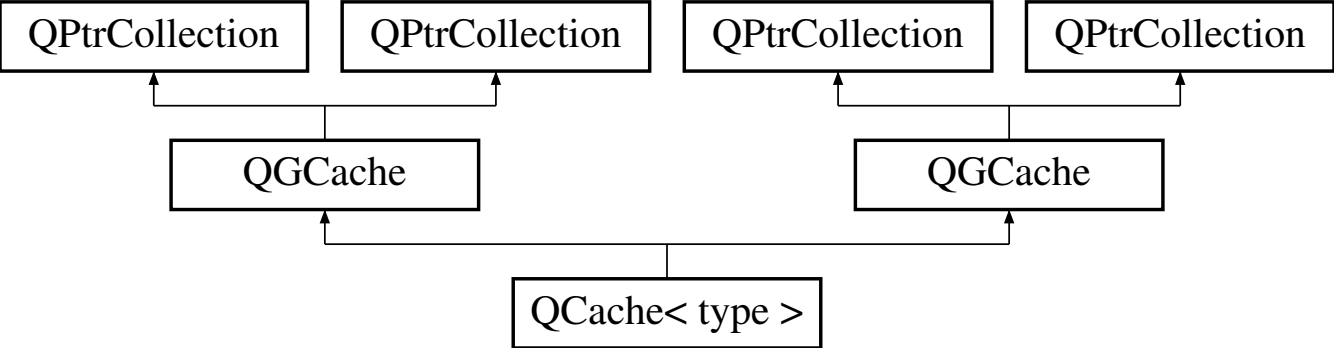 QPtrCollection
QPtrCollection
QPtrCollection
QPtrCollection
QGCache
QGCache
QCache< type >